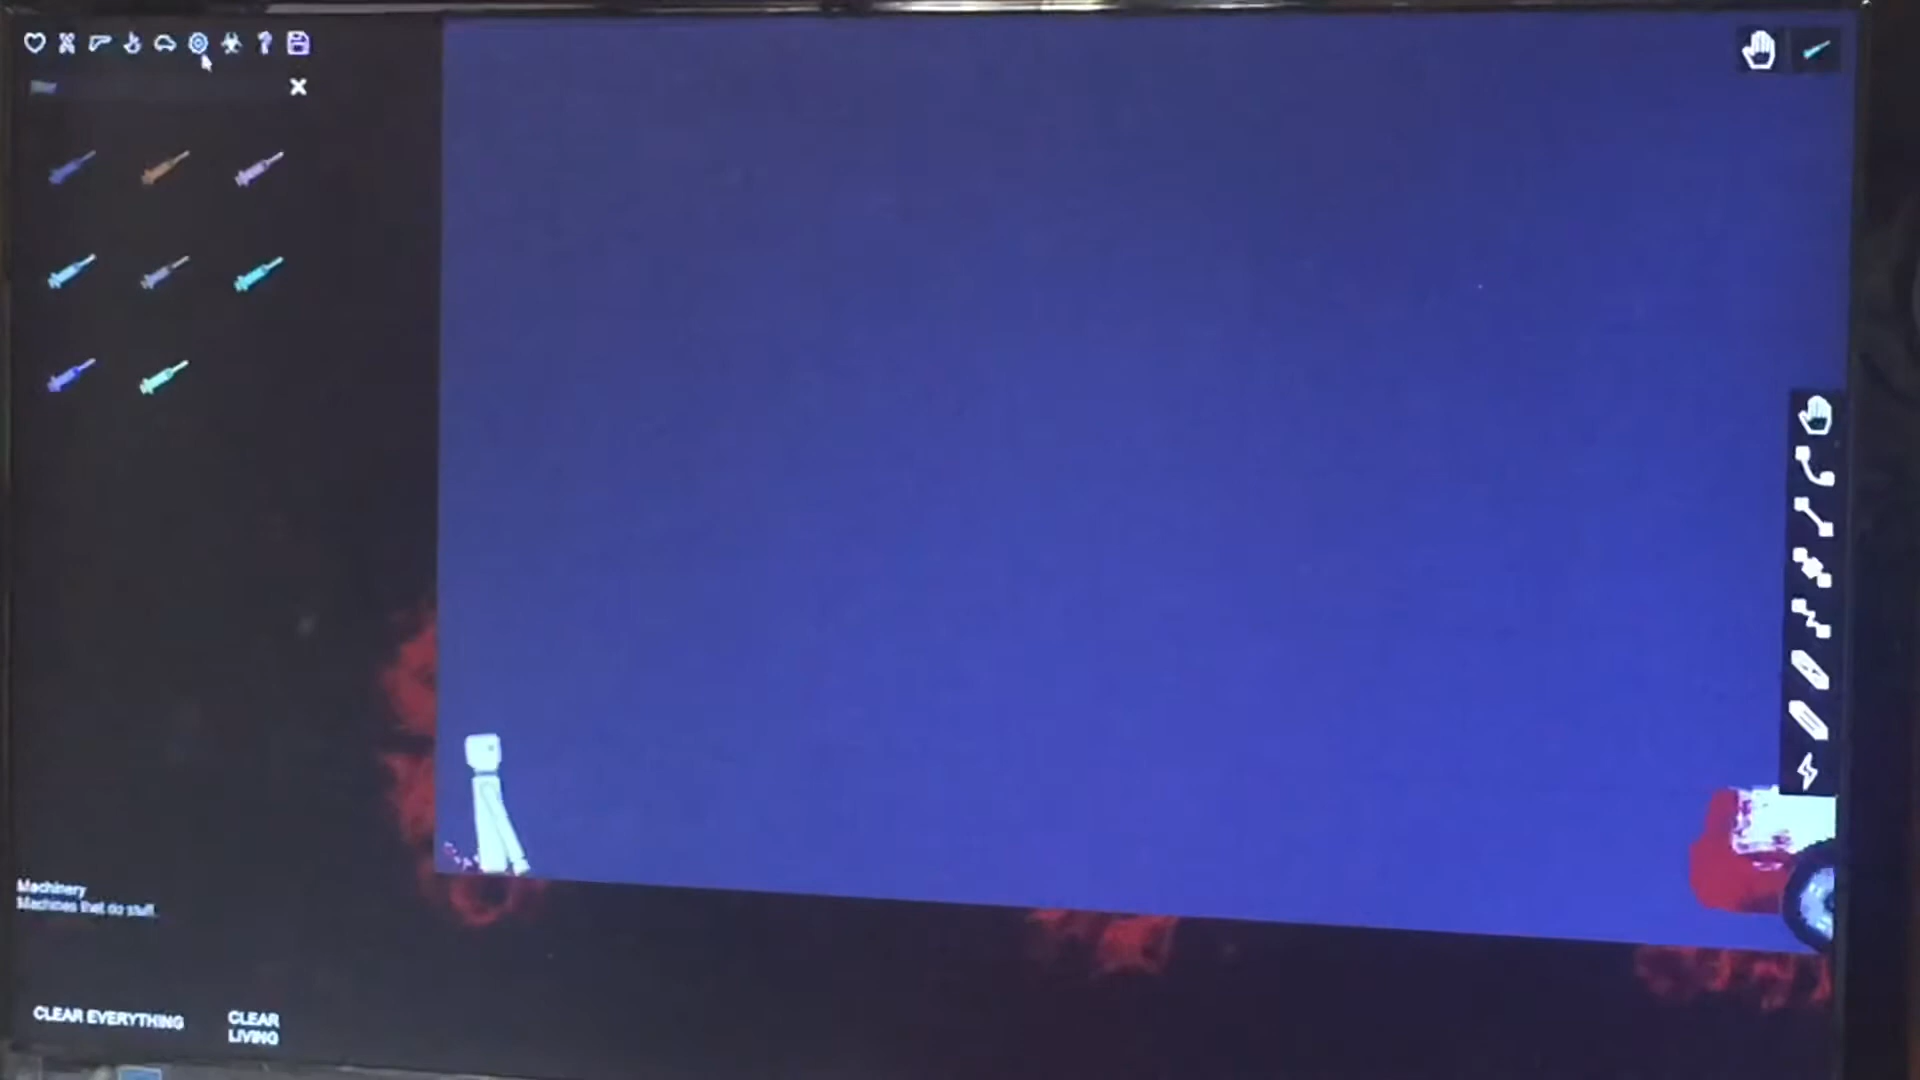 Machinery
Machines that do stuff.
CLEAR EVERYTHING
CLEAR
LIVING